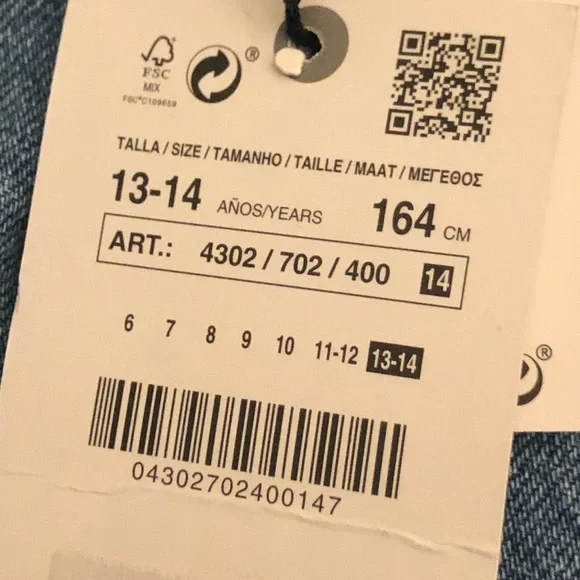 FSC
MIX
FSC® C109659
®
TALLA / SIZE / TAMANHO / TAILLE / MAAT / ΜΕΓΕΘΟΣ
13-14 AÑOS/YEARS 164 CM
ART.: 4302 / 702 / 400 14
6 7 8 9 10 11-12 13-14
®
04302702400147